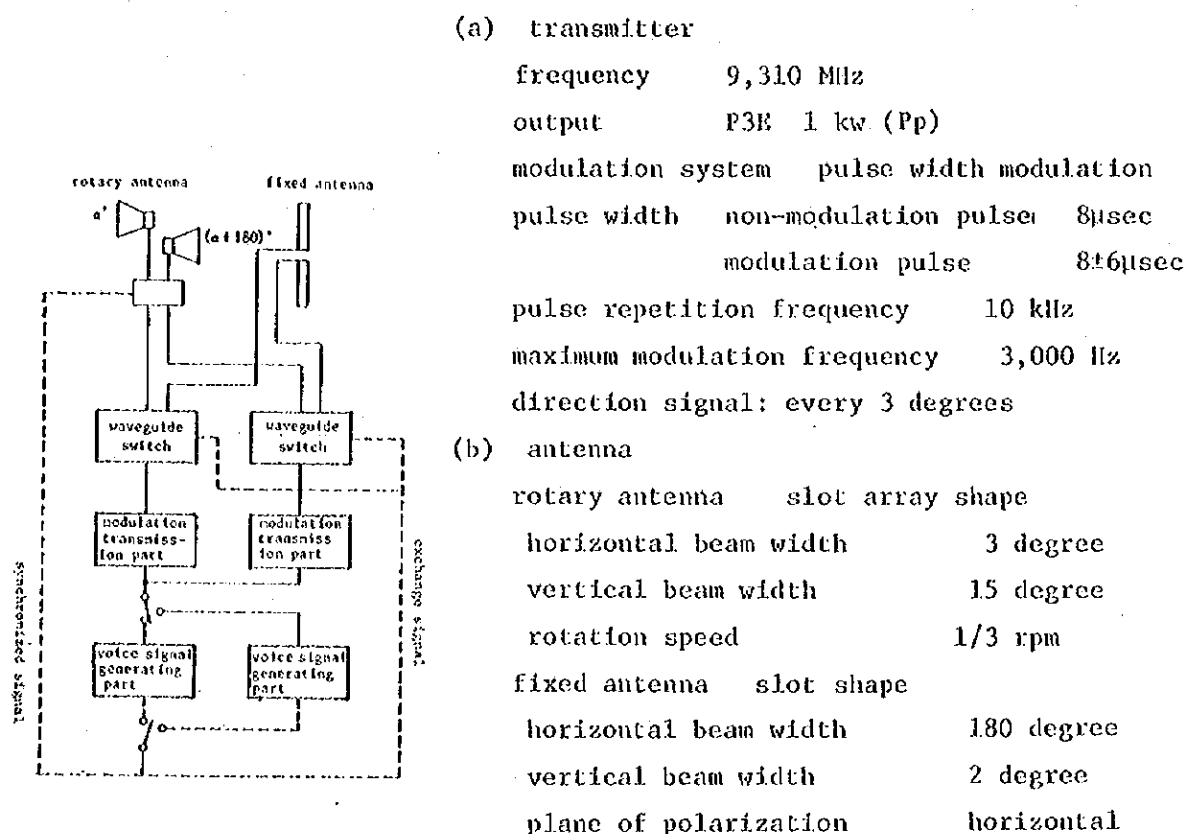 (a) transmitter
frequency 9,310 MHz
output P3E 1 kw (Pp)
modulation system pulse width modulation
pulse width non-modulation pulse 8μsec
modulation pulse 8±6μsec
pulse repetition frequency 10 kHz
maximum modulation frequency 3,000 Hz
direction signal: every 3 degrees
(b) antenna
rotary antenna slot array shape
horizontal beam width 3 degree
vertical beam width 15 degree
rotation speed 1/3 rpm
fixed antenna slot shape
horizontal beam width 180 degree
vertical beam width 2 degree
plane of polarization horizontal
rotary antenna
fixed antenna
α°
(α+180)°
waveguide
switch
waveguide
switch
modulation
transmiss-
ion part
modulation
transmiss
ion part
voice signal
generating
part
voice signal
generating
part
synchronized signal
exchange signal